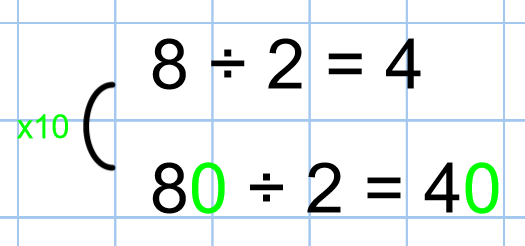 8 ÷ 2 = 4
x10
80 ÷ 2 = 40